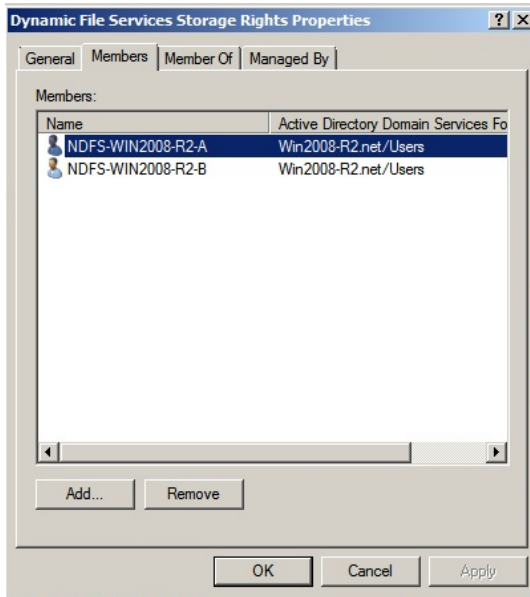 Dynamic File Services Storage Rights Properties
General Members Member Of Managed By
Members:
Name Active Directory Domain Services Fo
NDFS-WIN2008-R2-A Win2008-R2.net/Users
NDFS-WIN2008-R2-B Win2008-R2.net/Users
Add... Remove
OK Cancel Apply